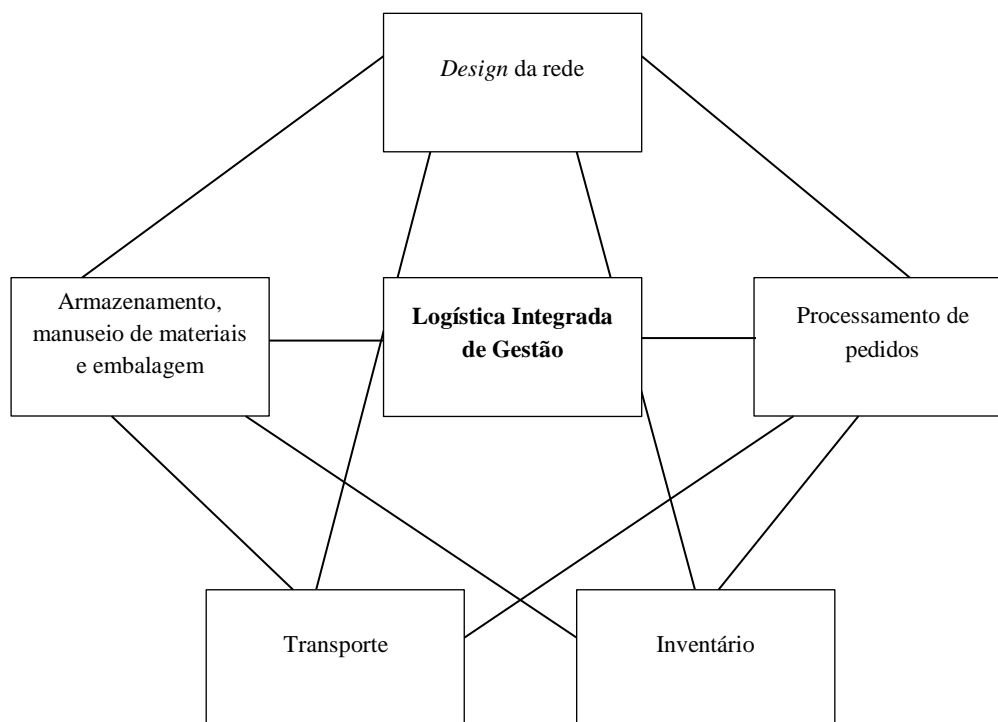 Design da rede
Armazenamento,
manuseio de materiais
e embalagem
Logística Integrada
de Gestão
Processamento de
pedidos
Transporte
Inventário